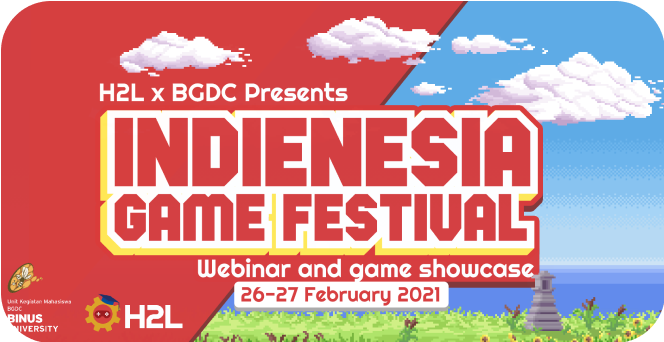 H2L x BGDC Presents
INDIENESIA
GAME FESTIVAL
Webinar and game showcase
26-27 February 2021
Unit Kegiatan Mahasiswa
BGDC
BINUS
UNIVERSITY
H2L